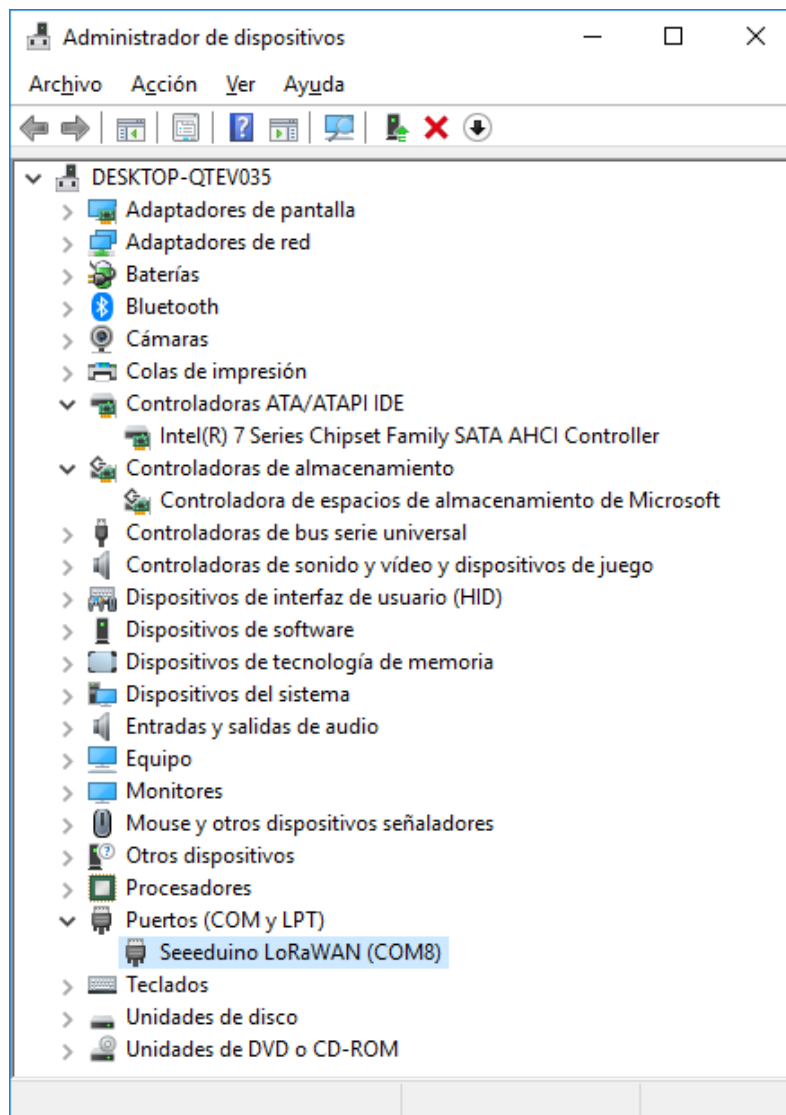 Administrador de dispositivos
Archivo Acción Ver Ayuda
DESKTOP-QTEV035
Adaptadores de pantalla
Adaptadores de red
Baterías
Bluetooth
Cámaras
Colas de impresión
Controladoras ATA/ATAPI IDE
Intel(R) 7 Series Chipset Family SATA AHCI Controller
Controladoras de almacenamiento
Controladora de espacios de almacenamiento de Microsoft
Controladoras de bus serie universal
Controladoras de sonido y vídeo y dispositivos de juego
Dispositivos de interfaz de usuario (HID)
Dispositivos de software
Dispositivos de tecnología de memoria
Dispositivos del sistema
Entradas y salidas de audio
Equipo
Monitores
Mouse y otros dispositivos señaladores
Otros dispositivos
Procesadores
Puertos (COM y LPT)
Seeeduino LoRaWAN (COM8)
Teclados
Unidades de disco
Unidades de DVD o CD-ROM